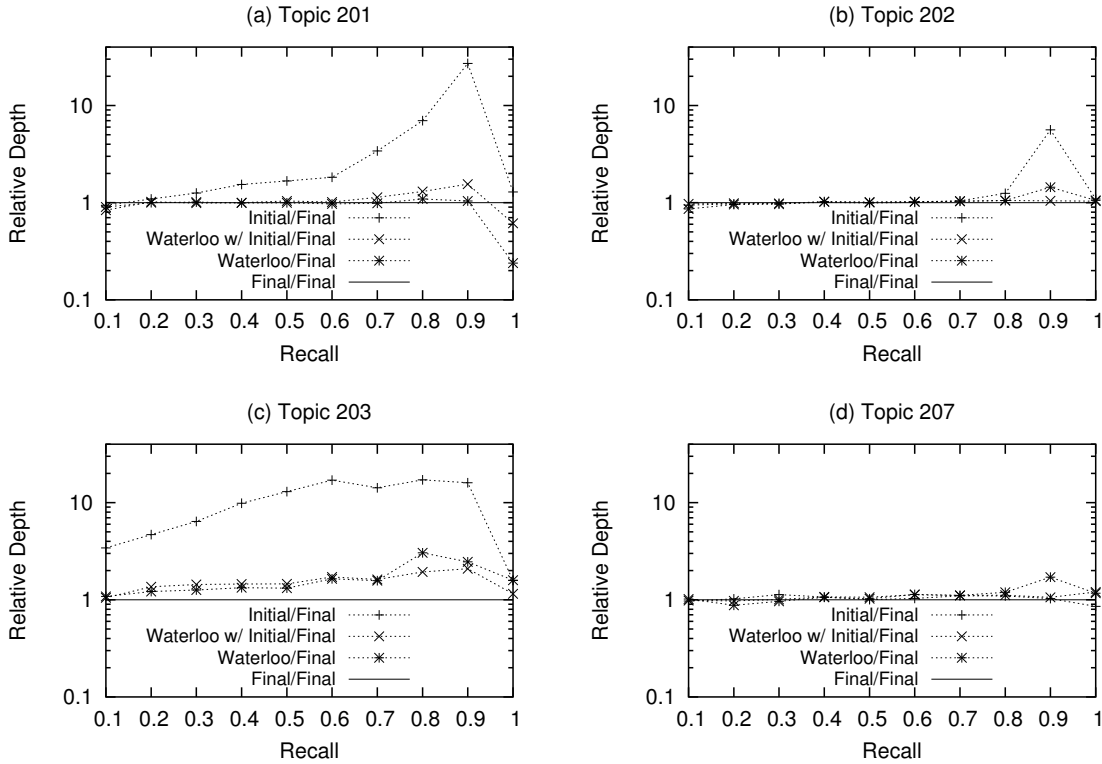 (a) Topic 201
10
1
0.1
0.1 0.2 0.3 0.4 0.5 0.6 0.7 0.8 0.9 1
Relative Depth
Recall
Initial/Final
Waterloo w/ Initial/Final
Waterloo/Final
Final/Final
(b) Topic 202
10
1
0.1
0.1 0.2 0.3 0.4 0.5 0.6 0.7 0.8 0.9 1
Relative Depth
Recall
Initial/Final
Waterloo w/ Initial/Final
Waterloo/Final
Final/Final
(c) Topic 203
10
1
0.1
0.1 0.2 0.3 0.4 0.5 0.6 0.7 0.8 0.9 1
Relative Depth
Recall
Initial/Final
Waterloo w/ Initial/Final
Waterloo/Final
Final/Final
(d) Topic 207
10
1
0.1
0.1 0.2 0.3 0.4 0.5 0.6 0.7 0.8 0.9 1
Relative Depth
Recall
Initial/Final
Waterloo w/ Initial/Final
Waterloo/Final
Final/Final